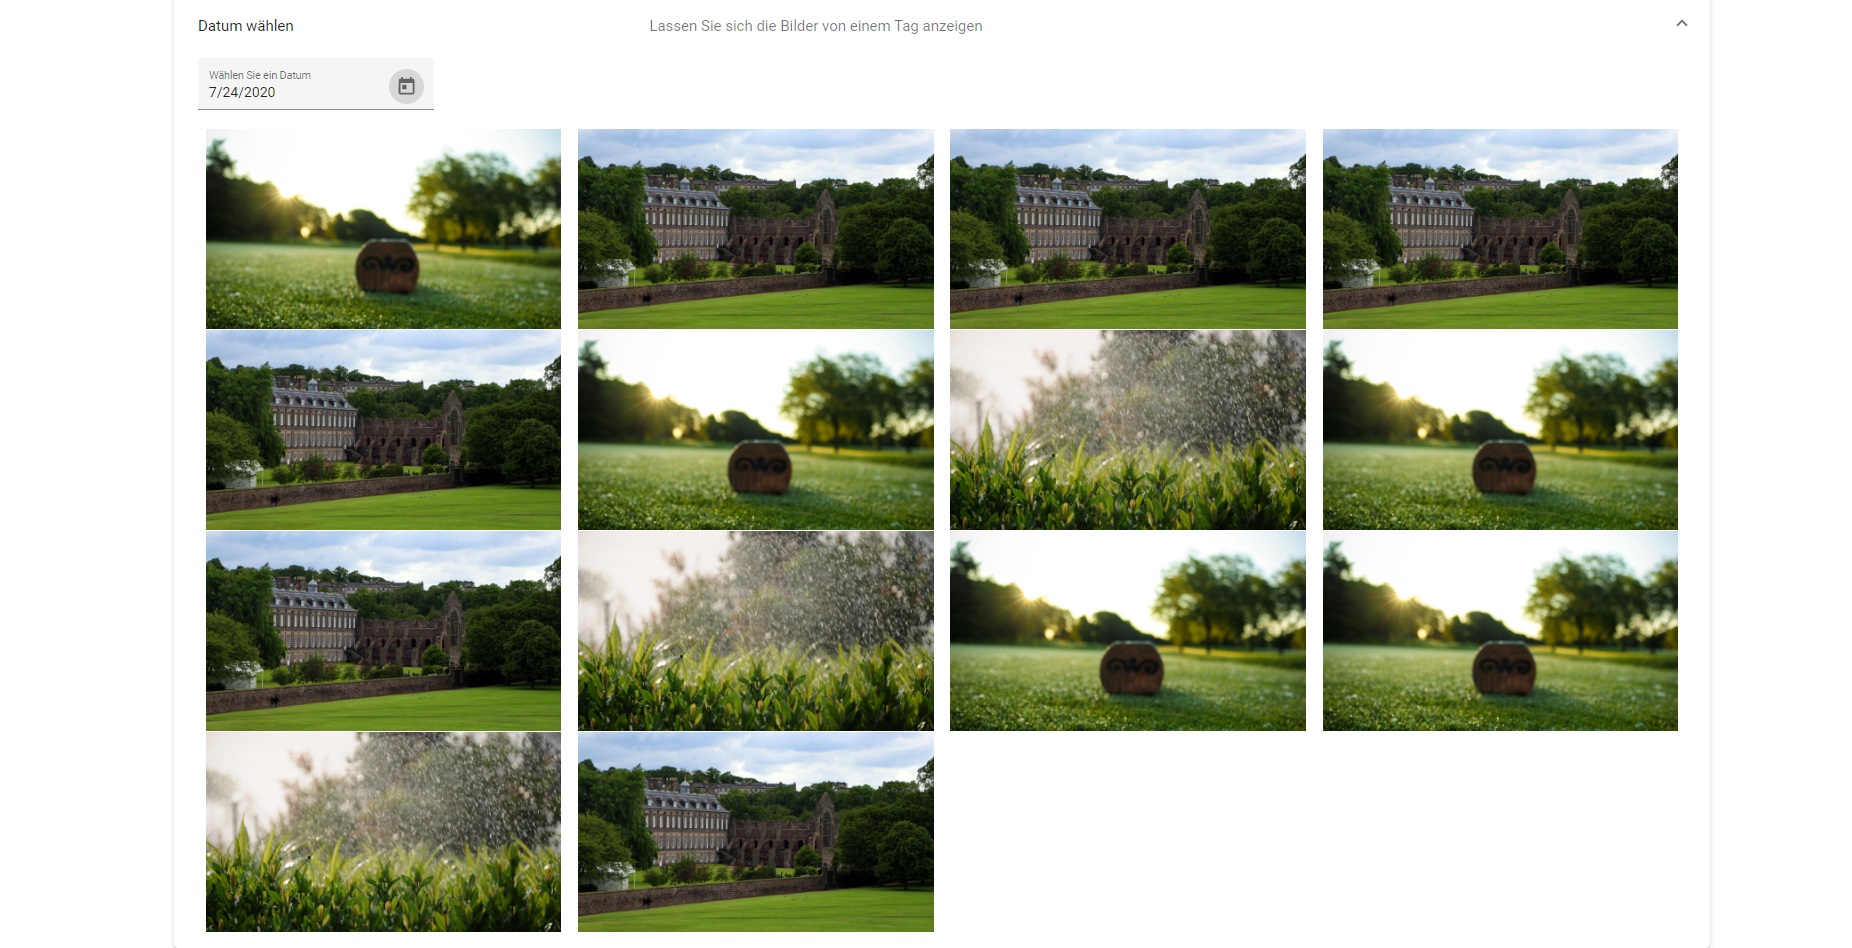 Datum wählen
Lassen Sie sich die Bilder von einem Tag anzeigen
Wählen Sie ein Datum
7/24/2020